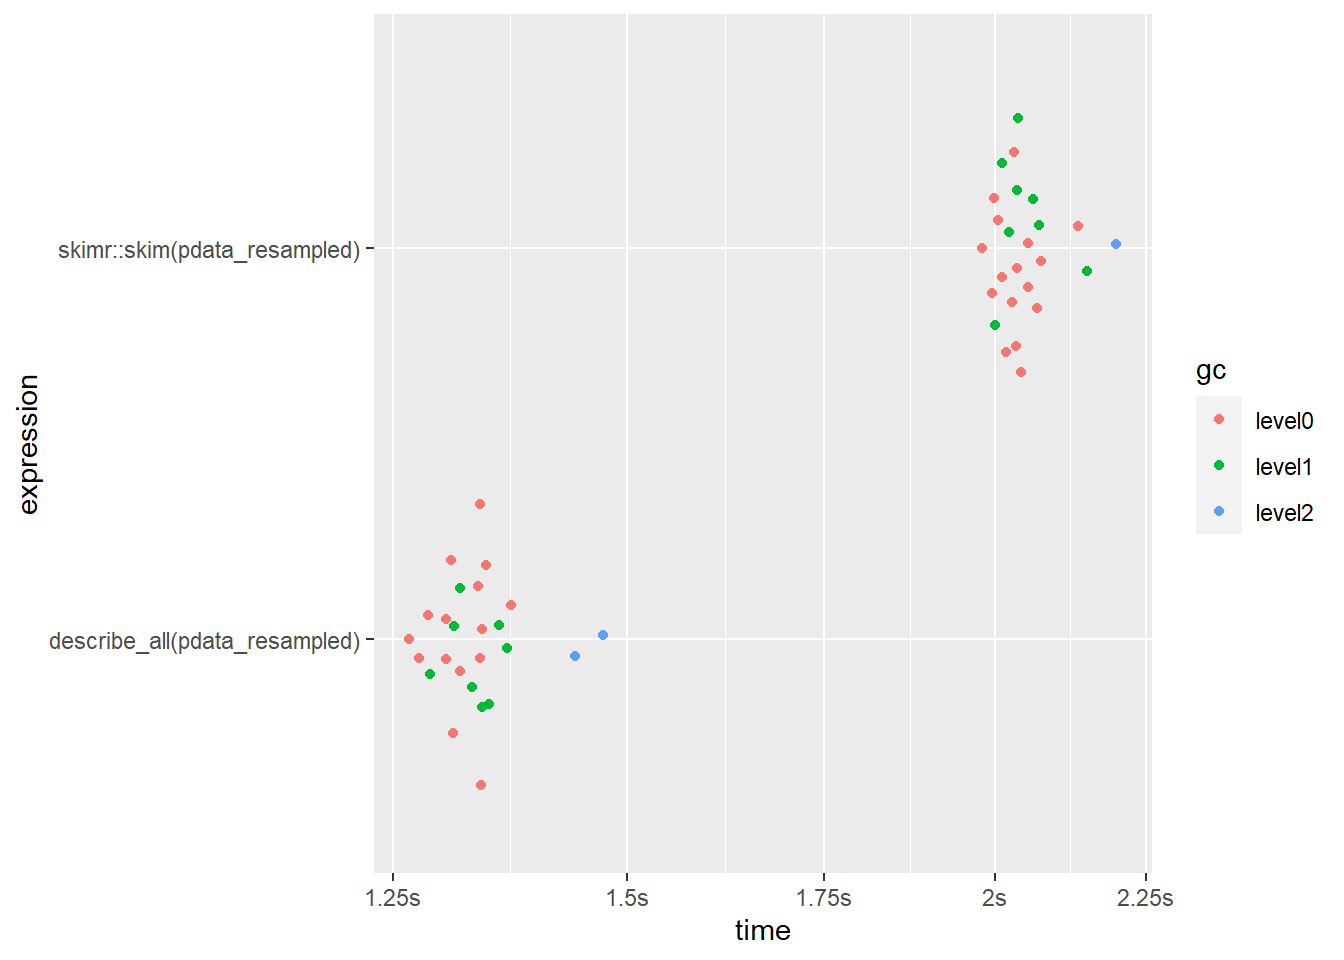 skimr::skim(pdata_resampled)
describe_all(pdata_resampled)
expression
1.25s
1.5s
1.75s
2s
2.25s
time
gc
level0
level1
level2